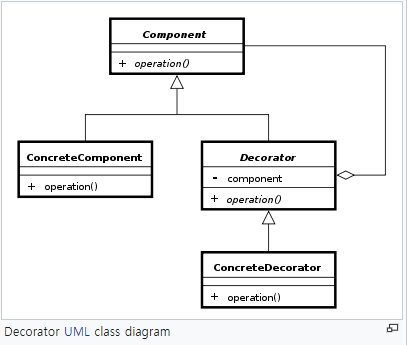 Component
+ operation()
ConcreteComponent
+ operation()
Decorator
- component
+ operation()
ConcreteDecorator
+ operation()
Decorator UML class diagram